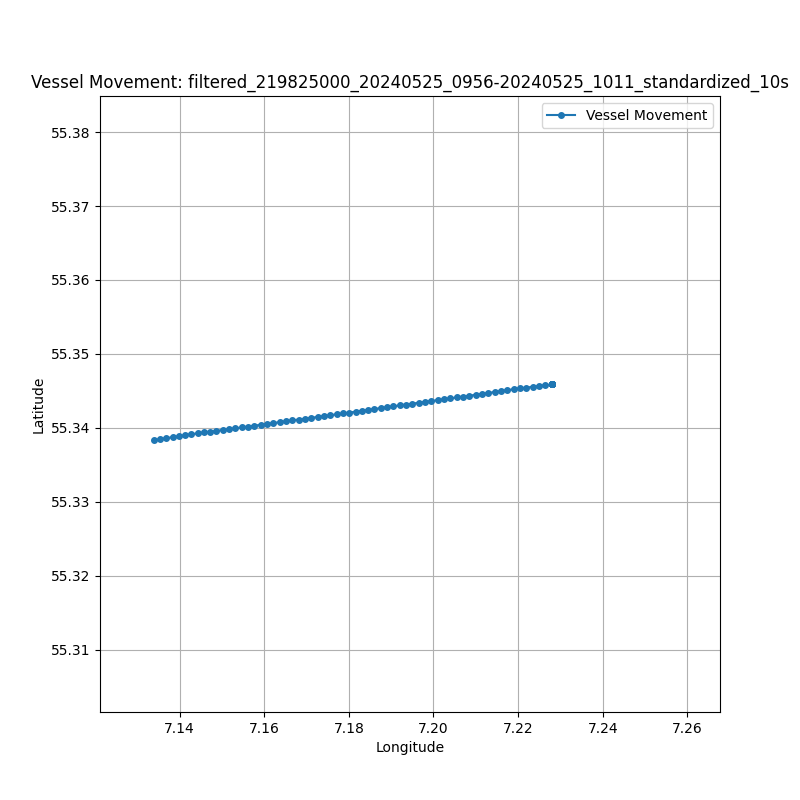 Vessel Movement: filtered_219825000_20240525_0956-20240525_1011_standardized_10s
Vessel Movement
55.38
55.37
55.36
55.35
55.34
55.33
55.32
55.31
Latitude
7.14 7.16 7.18 7.20 7.22 7.24 7.26
Longitude